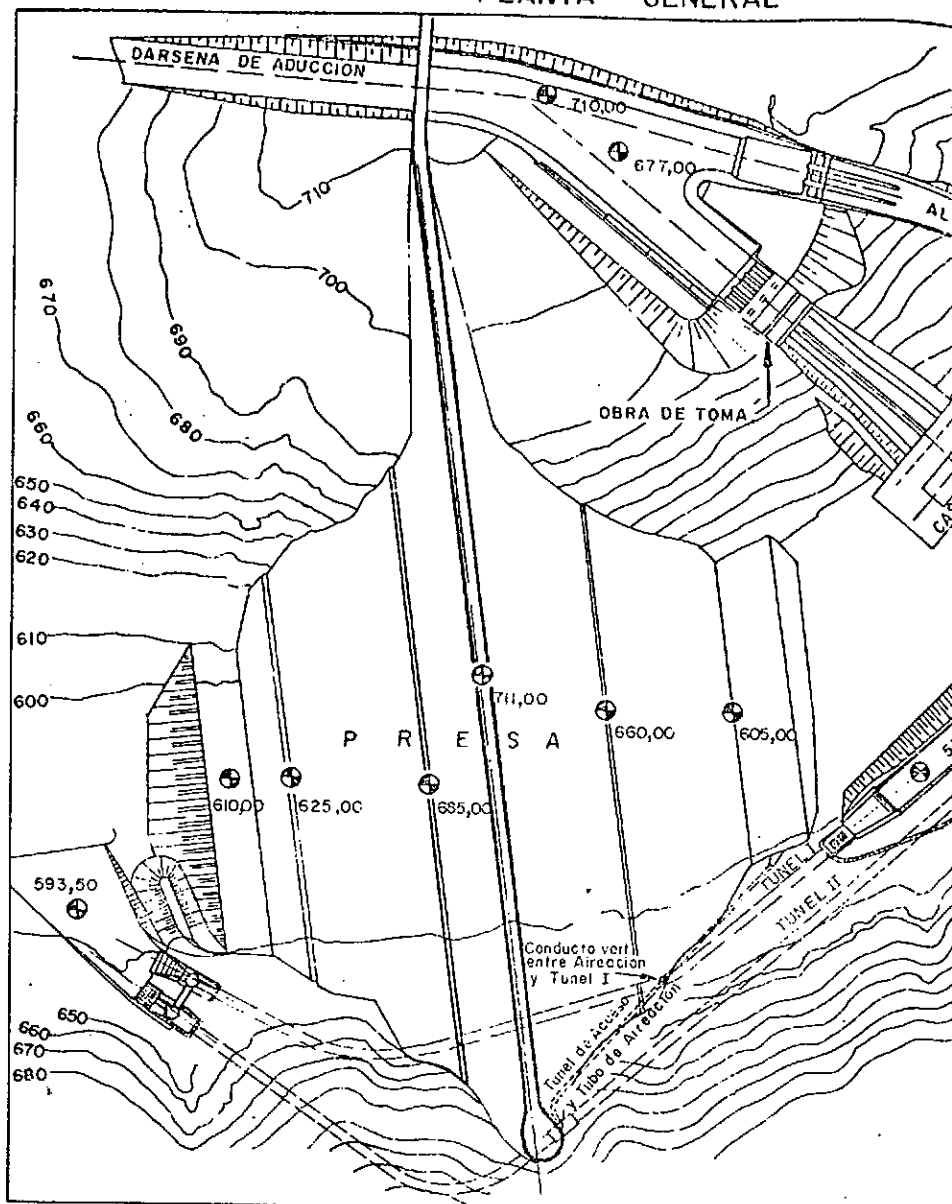 PLANTA GENERAL
DARSENA DE ADUCCION
710,00
677,00
AL
710
700
670
690
680
660
OBRA DE TOMA
650
640
630
620
610
600
711,00
P R E S A
660,00
605,00
610,00
625,00
685,00
593,50
TUNEL I
TUNEL II
Conducto vert.
entre Aireacion
y Tunel I
Tunel de Acceso
y Tubo de Aireación
650
660
670
680